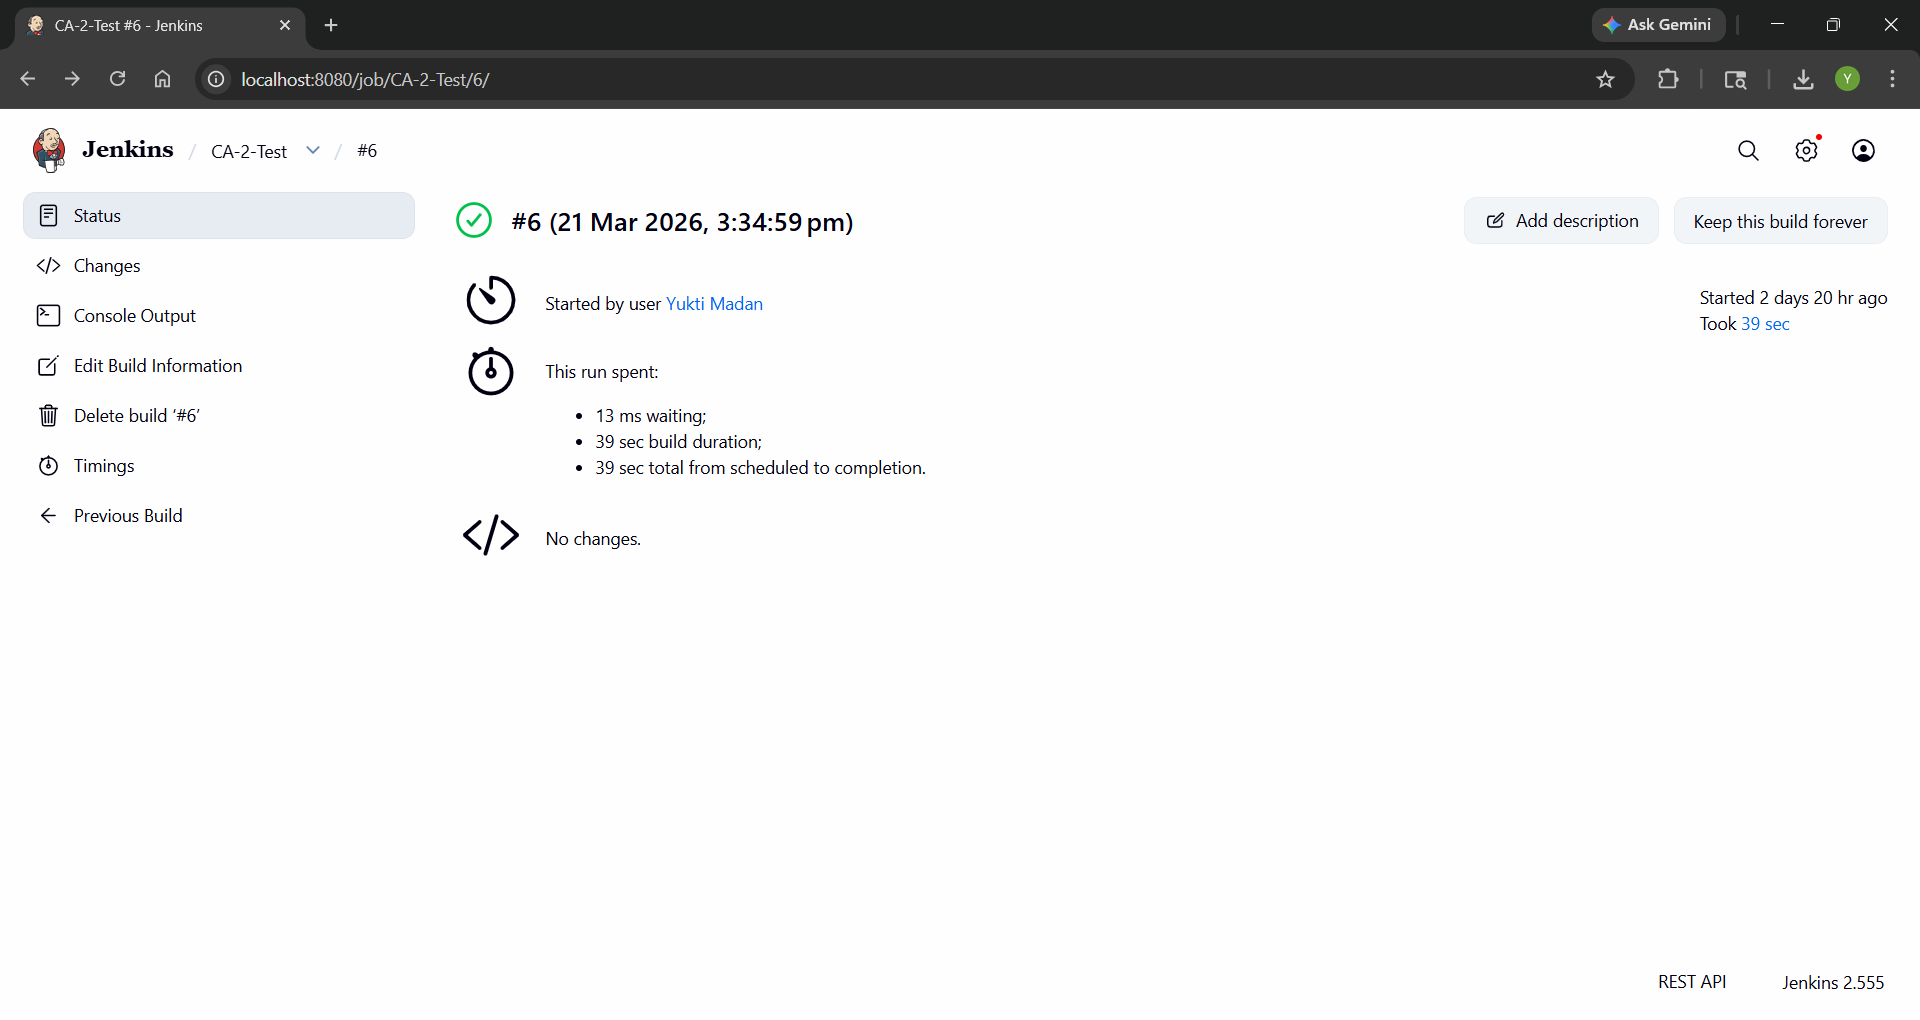 CA-2-Test #6 - Jenkins
Ask Gemini
localhost:8080/job/CA-2-Test/6/
Y
Jenkins / CA-2-Test / #6
Status
Changes
Console Output
Edit Build Information
Delete build ‘#6’
Timings
Previous Build
#6 (21 Mar 2026, 3:34:59 pm)
Add description
Keep this build forever
Started by user Yukti Madan
Started 2 days 20 hr ago
Took 39 sec
This run spent:
13 ms waiting;
39 sec build duration;
39 sec total from scheduled to completion.
No changes.
REST API
Jenkins 2.555